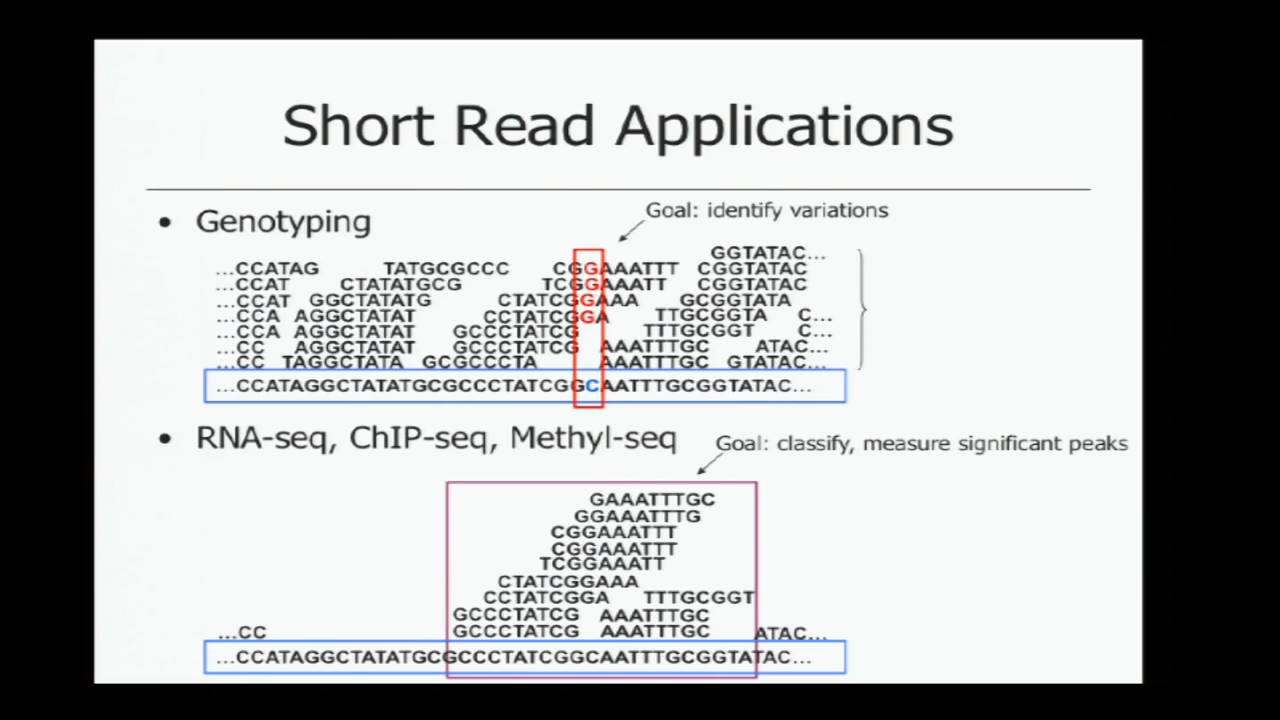 Short Read Applications
• Genotyping
Goal: identify variations
GGTATAC...
...CCATAG TATGCGCCC CGGAAATTT CGGTATAC
...CCAT CTATATGCG TCGGAAATT CGGTATAC
...CCAT GGCTATATG CTATCGGAAA GCGGTATA
...CCA AGGCTATAT CCTATCGGA TTGCGGTA C...
...CCA AGGCTATAT GCCCTATCG TTTGCGGT C...
...CC AGGCTATAT GCCCTATCG AAATTTGC ATAC...
...CC TAGGCTATA GCGCCCTA AAATTTGC GTATAC...
...CCATAGGCTATATGCGCCCTATCGGCAATTTGCGGTATAC...
• RNA-seq, ChIP-seq, Methyl-seq
Goal: classify, measure significant peaks
GAAATTTGC
GGAAATTTG
CGGAAATTT
CGGAAATTT
TCGGAAATT
CTATCGGAAA
CCTATCGGA TTTGCGGT
GCCCTATCG AAATTTGC
...CC GCCCTATCG AAATTTGC ATAC...
...CCATAGGCTATATGCGCCCTATCGGCAATTTGCGGTATAC...